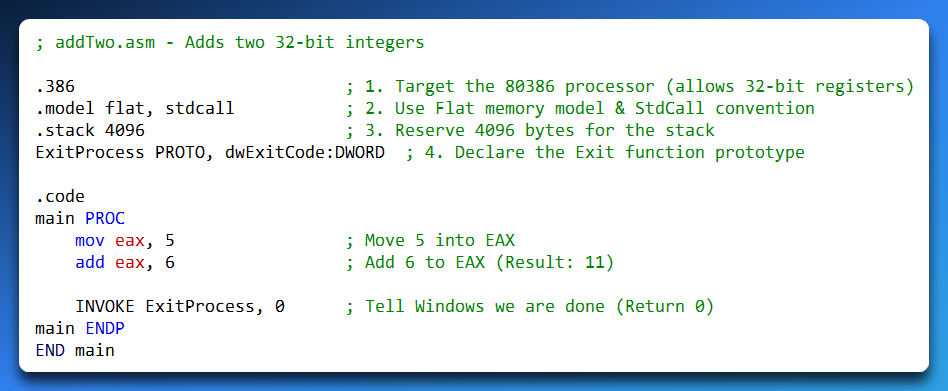 ; addTwo.asm - Adds two 32-bit integers
.386 ; 1. Target the 80386 processor (allows 32-bit registers)
.model flat, stdcall ; 2. Use Flat memory model & StdCall convention
.stack 4096 ; 3. Reserve 4096 bytes for the stack
ExitProcess PROTO, dwExitCode:DWORD ; 4. Declare the Exit function prototype
.code
main PROC
mov eax, 5 ; Move 5 into EAX
add eax, 6 ; Add 6 to EAX (Result: 11)
INVOKE ExitProcess, 0 ; Tell Windows we are done (Return 0)
main ENDP
END main